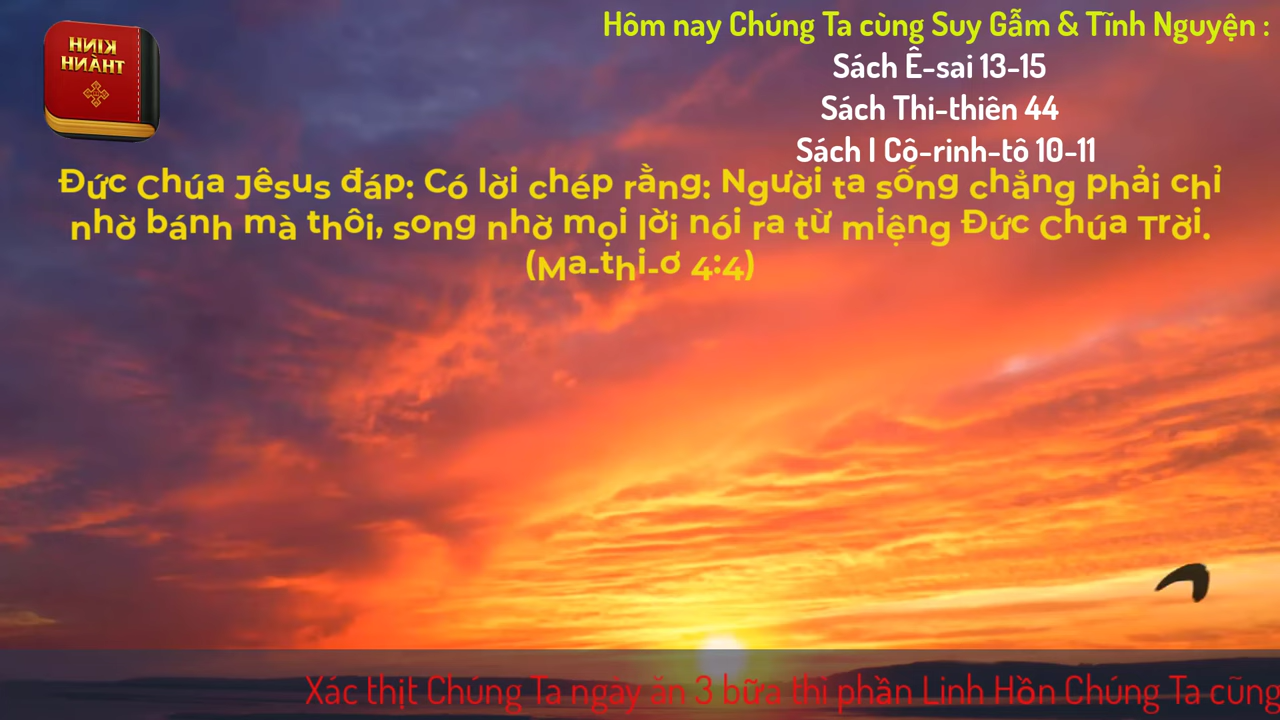 KINH
THÁNH
Hôm nay Chúng Ta cùng Suy Gẫm & Tĩnh Nguyện :
Sách Ê-sai 13-15
Sách Thi-thiên 44
Sách I Cô-rinh-tô 10-11
Đức Chúa Jêsus đáp: Có lời chép rằng: Người ta sống chẳng phải chỉ
nhờ bánh mà thôi, song nhờ mọi lời nói ra từ miệng Đức Chúa Trời.
(Ma-thi-ơ 4:4)
Xác thịt Chúng Ta ngày ăn 3 bữa thì phần Linh Hồn Chúng Ta cũng